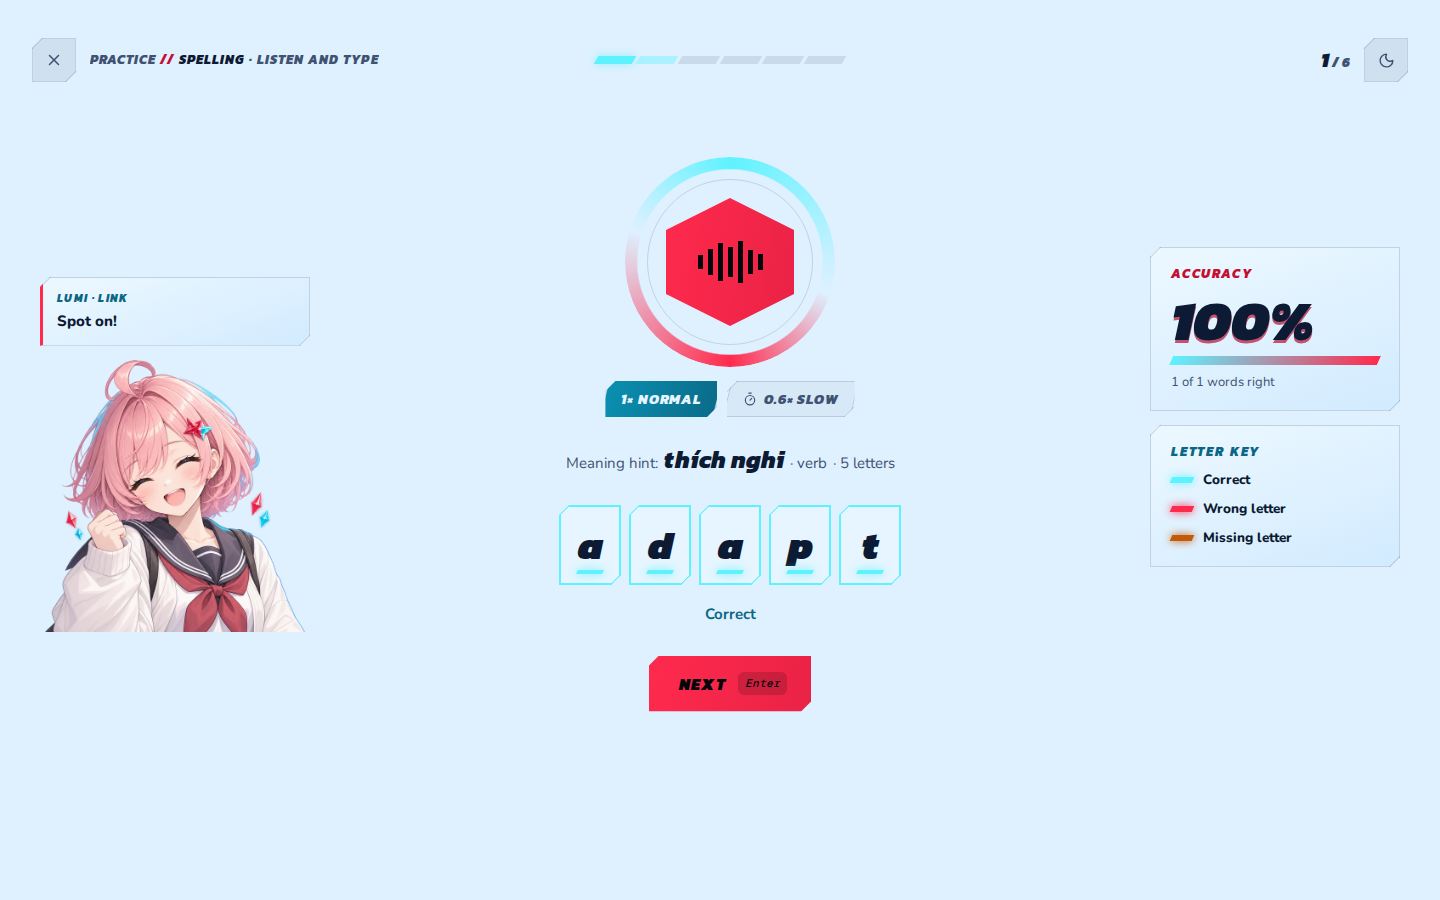 PRACTICE // SPELLING · LISTEN AND TYPE
1 / 6
LUMI · LINK
Spot on!
1× NORMAL
0.6× SLOW
Meaning hint: thích nghi · verb · 5 letters
a d a p t
Correct
NEXT Enter
ACCURACY
100%
1 of 1 words right
LETTER KEY
Correct
Wrong letter
Missing letter